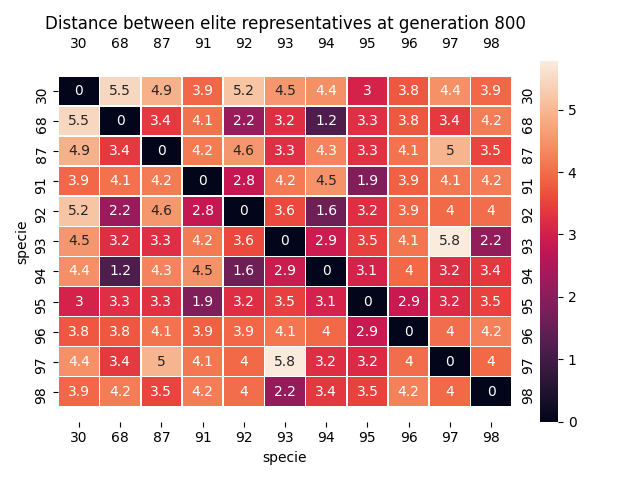 Distance between elite representatives at generation 800
30 68 87 91 92 93 94 95 96 97 98
30 0 5.5 4.9 3.9 5.2 4.5 4.4 3 3.8 4.4 3.9 30
68 5.5 0 3.4 4.1 2.2 3.2 1.2 3.3 3.8 3.4 4.2 68
87 4.9 3.4 0 4.2 4.6 3.3 4.3 3.3 4.1 5 3.5 87
91 3.9 4.1 4.2 0 2.8 4.2 4.5 1.9 3.9 4.1 4.2 91
92 5.2 2.2 4.6 2.8 0 3.6 1.6 3.2 3.9 4 4 92
93 4.5 3.2 3.3 4.2 3.6 0 2.9 3.5 4.1 5.8 2.2 93
94 4.4 1.2 4.3 4.5 1.6 2.9 0 3.1 4 3.2 3.4 94
95 3 3.3 3.3 1.9 3.2 3.5 3.1 0 2.9 3.2 3.5 95
96 3.8 3.8 4.1 3.9 3.9 4.1 4 2.9 0 4 4.2 96
97 4.4 3.4 5 4.1 4 5.8 3.2 3.2 4 0 4 97
98 3.9 4.2 3.5 4.2 4 2.2 3.4 3.5 4.2 4 0 98
30 68 87 91 92 93 94 95 96 97 98
specie
specie
5
4
3
2
1
0